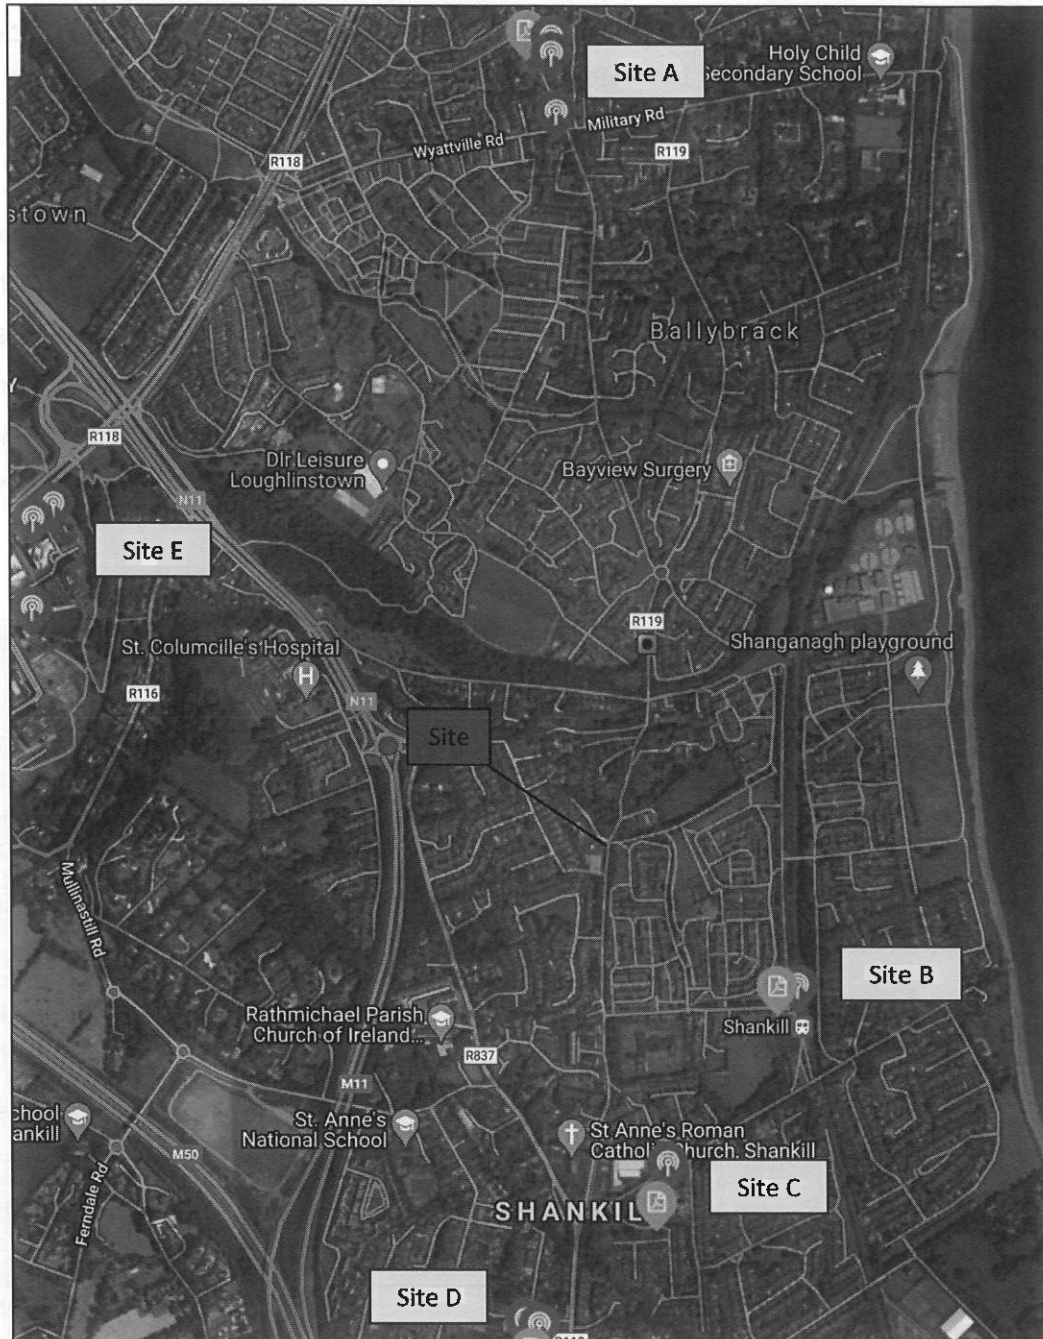 Site A
Holy Child
Secondary School
Military Rd
Wyattville Rd
R118
R119
stown
Ballybrack
R118
Dlr Leisure
Loughlinstown
Bayview Surgery
N11
Site E
R119
St. Columcille's Hospital
H
Shanganagh playground
R116
N11
Site
Mullinastill Rd
Site B
Rathmichael Parish
Church of Ireland...
Shankill
R837
M11
chool
ankill
St. Anne's
National School
St Anne's Roman
Catholic Church, Shankill
M50
Site C
Ferndale Rd
SHANKIL
Site D